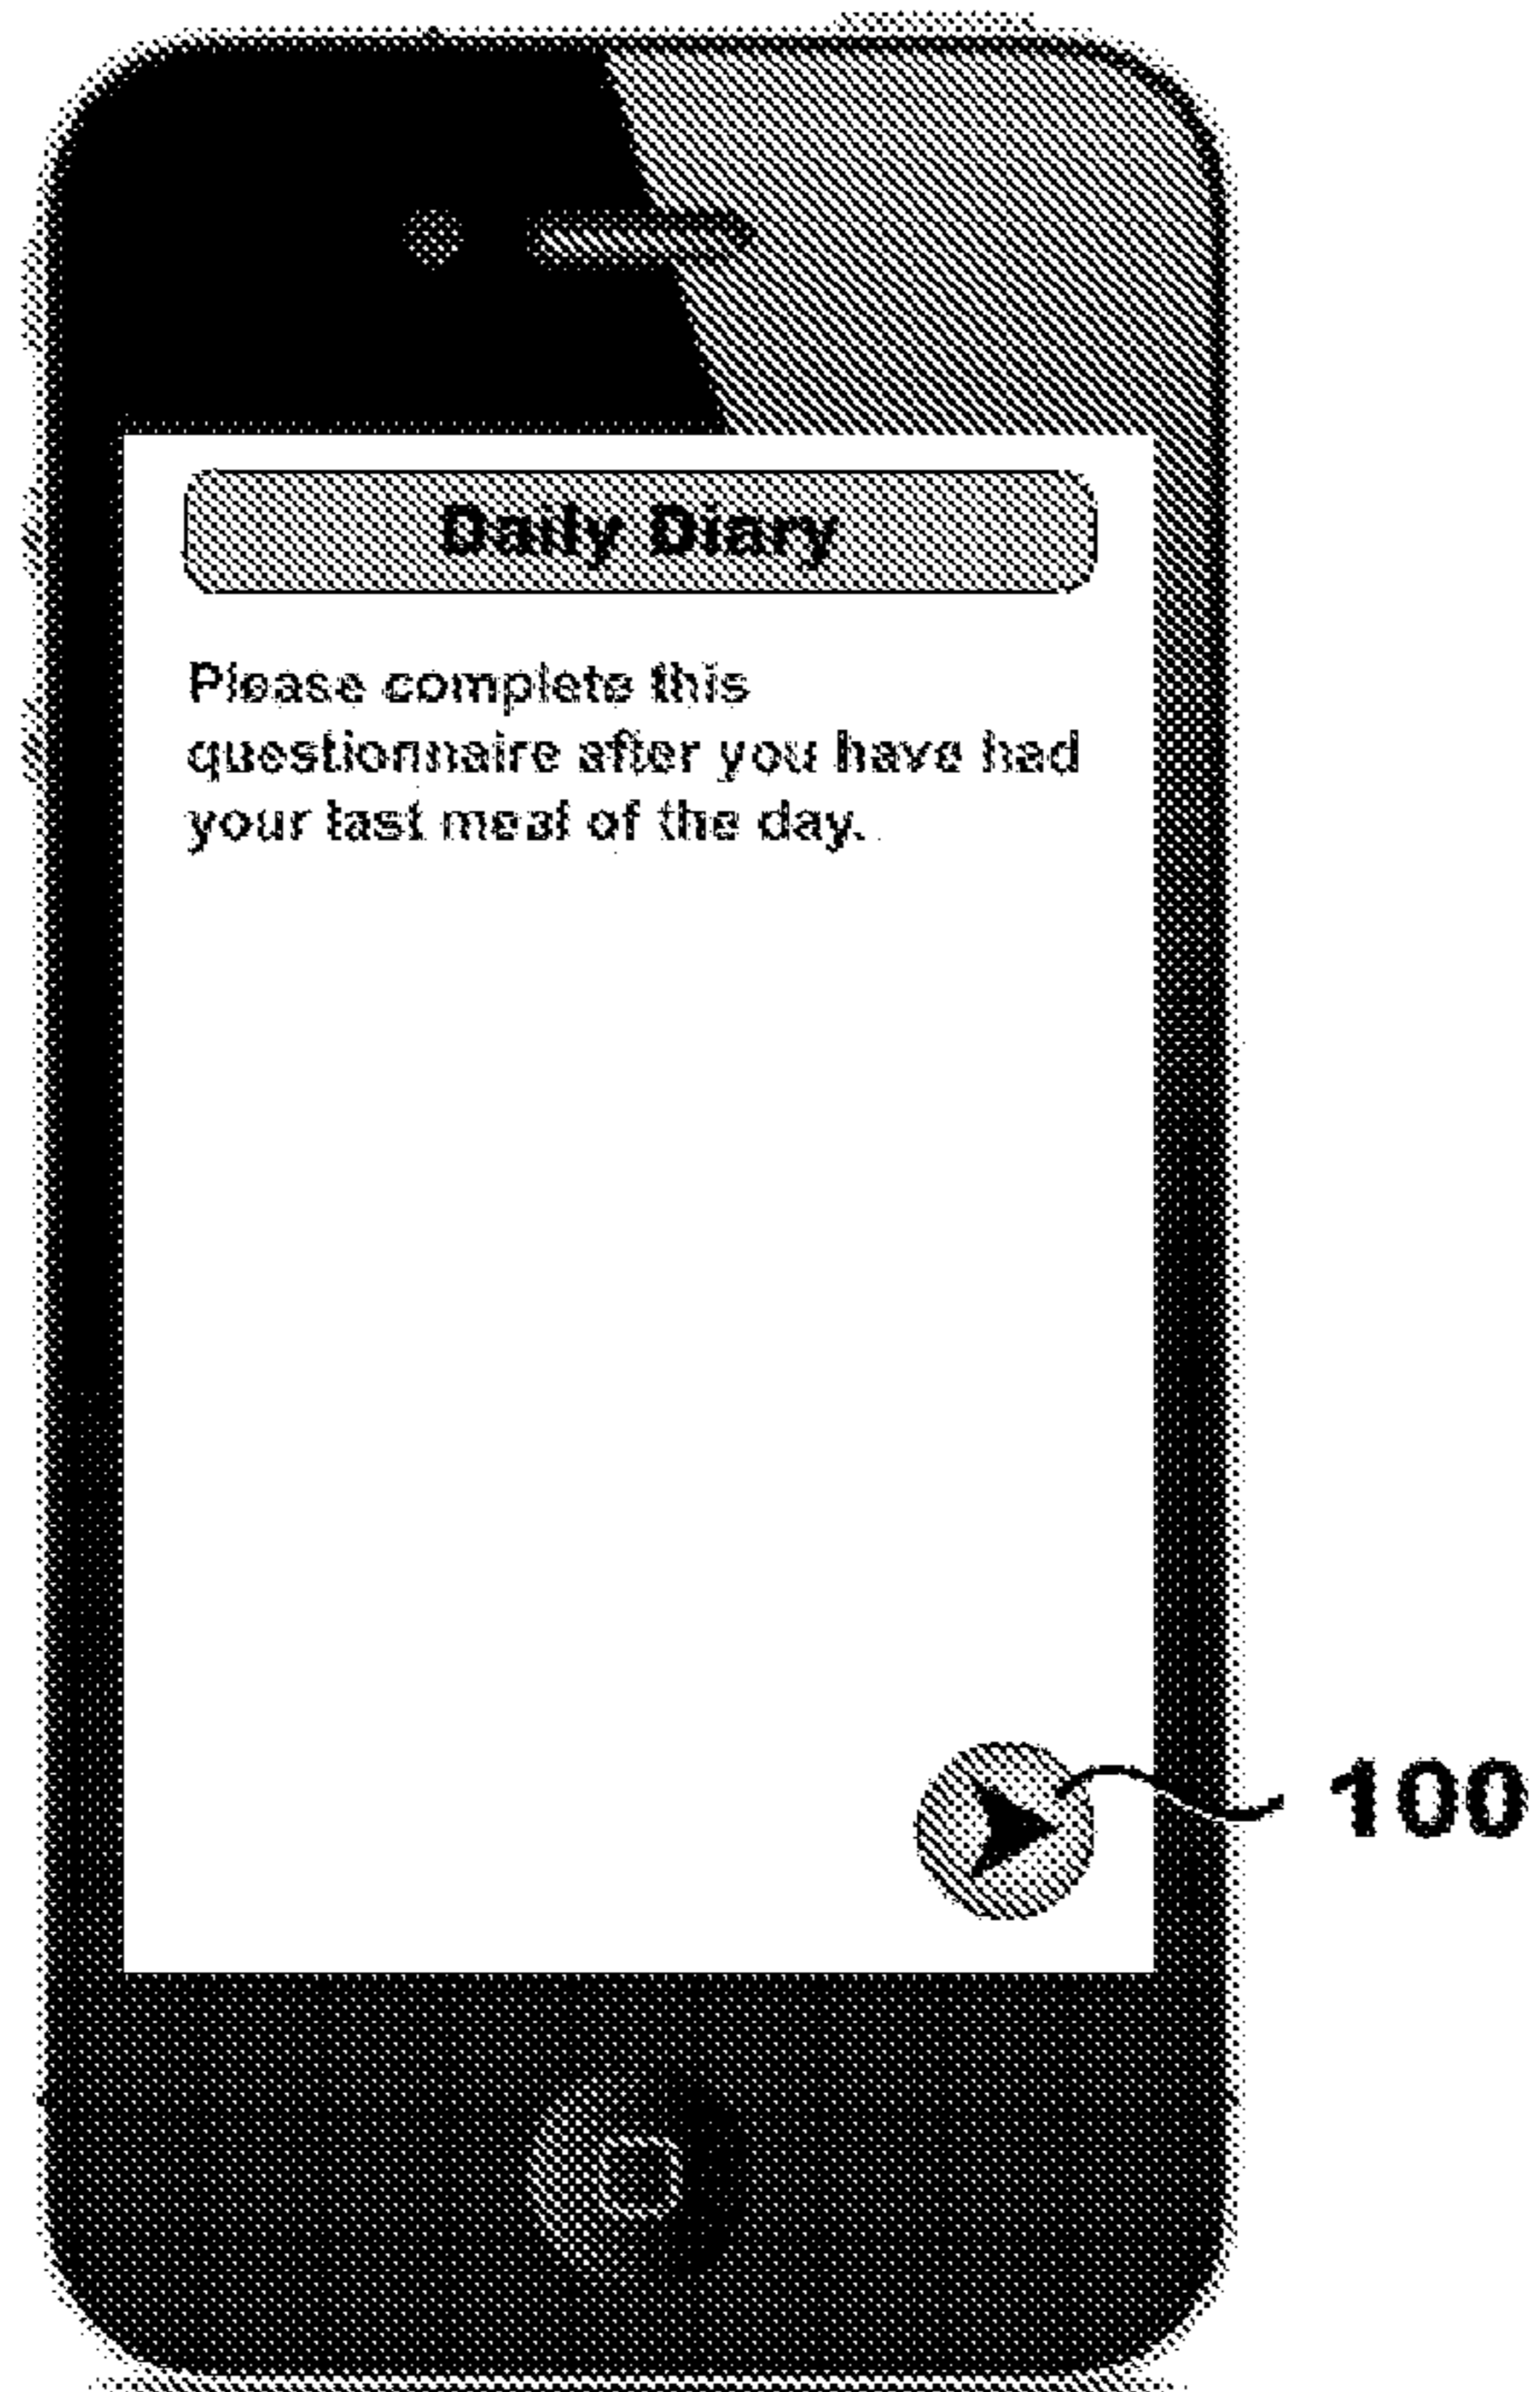 Daily Diary
Please complete this
questionnaire after you have had
your last meal of the day.
100